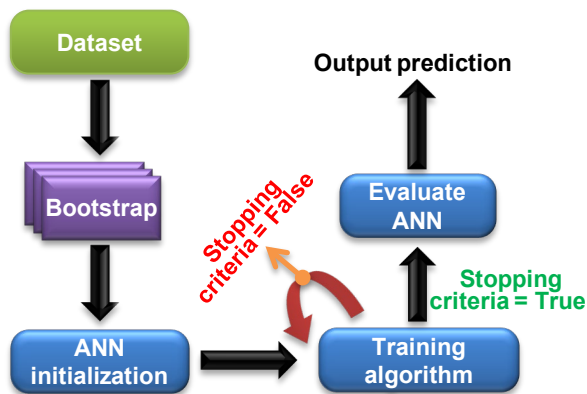 Dataset
Bootstrap
ANN
initialization
Training
algorithm
Stopping
criteria = False
Stopping
criteria = True
Evaluate
ANN
Output prediction